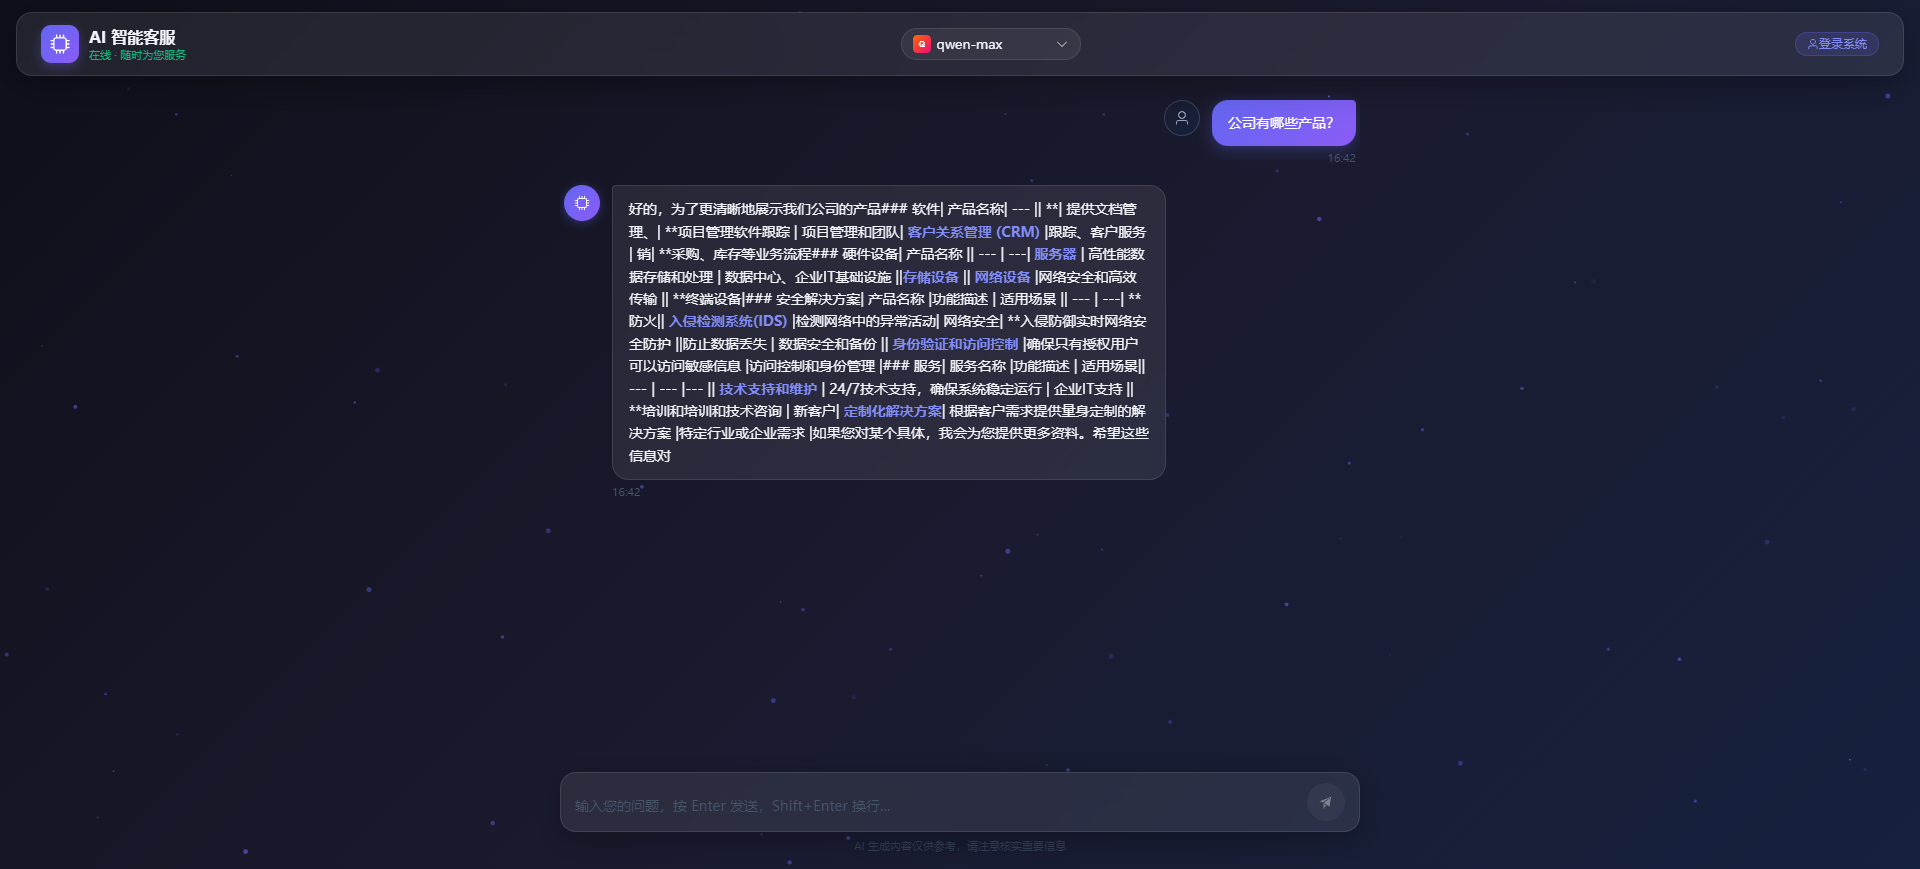 AI 智能客服
在线 · 随时为您服务
qwen-max
登录系统
公司有哪些产品？
16:42
好的，为了更清晰地展示我们公司的产品### 软件| 产品名称| --- || **| 提供文档管
理、| **项目管理软件跟踪 | 项目管理和团队| 客户关系管理 (CRM) |跟踪、客户服务
| 销| **采购、库存等业务流程### 硬件设备| 产品名称 || --- | ---| 服务器 | 高性能数
据存储和处理 | 数据中心、企业IT基础设施 ||存储设备 || 网络设备 |网络安全和高效
传输 || **终端设备|### 安全解决方案| 产品名称 |功能描述 | 适用场景 || --- | ---| **
防火|| 入侵检测系统(IDS) |检测网络中的异常活动| 网络安全| **入侵防御实时网络安
全防护 ||防止数据丢失 | 数据安全和备份 || 身份验证和访问控制 |确保只有授权用户
可以访问敏感信息 |访问控制和身份管理 |### 服务| 服务名称 |功能描述 | 适用场景||
--- | --- |--- || 技术支持和维护 | 24/7技术支持，确保系统稳定运行 | 企业IT支持 ||
**培训和培训和技术咨询 | 新客户| 定制化解决方案| 根据客户需求提供量身定制的解
决方案 |特定行业或企业需求 |如果您对某个具体，我会为您提供更多资料。希望这些
信息对
16:42
输入您的问题，按 Enter 发送，Shift+Enter 换行...
AI 生成内容仅供参考，请注意核实重要信息